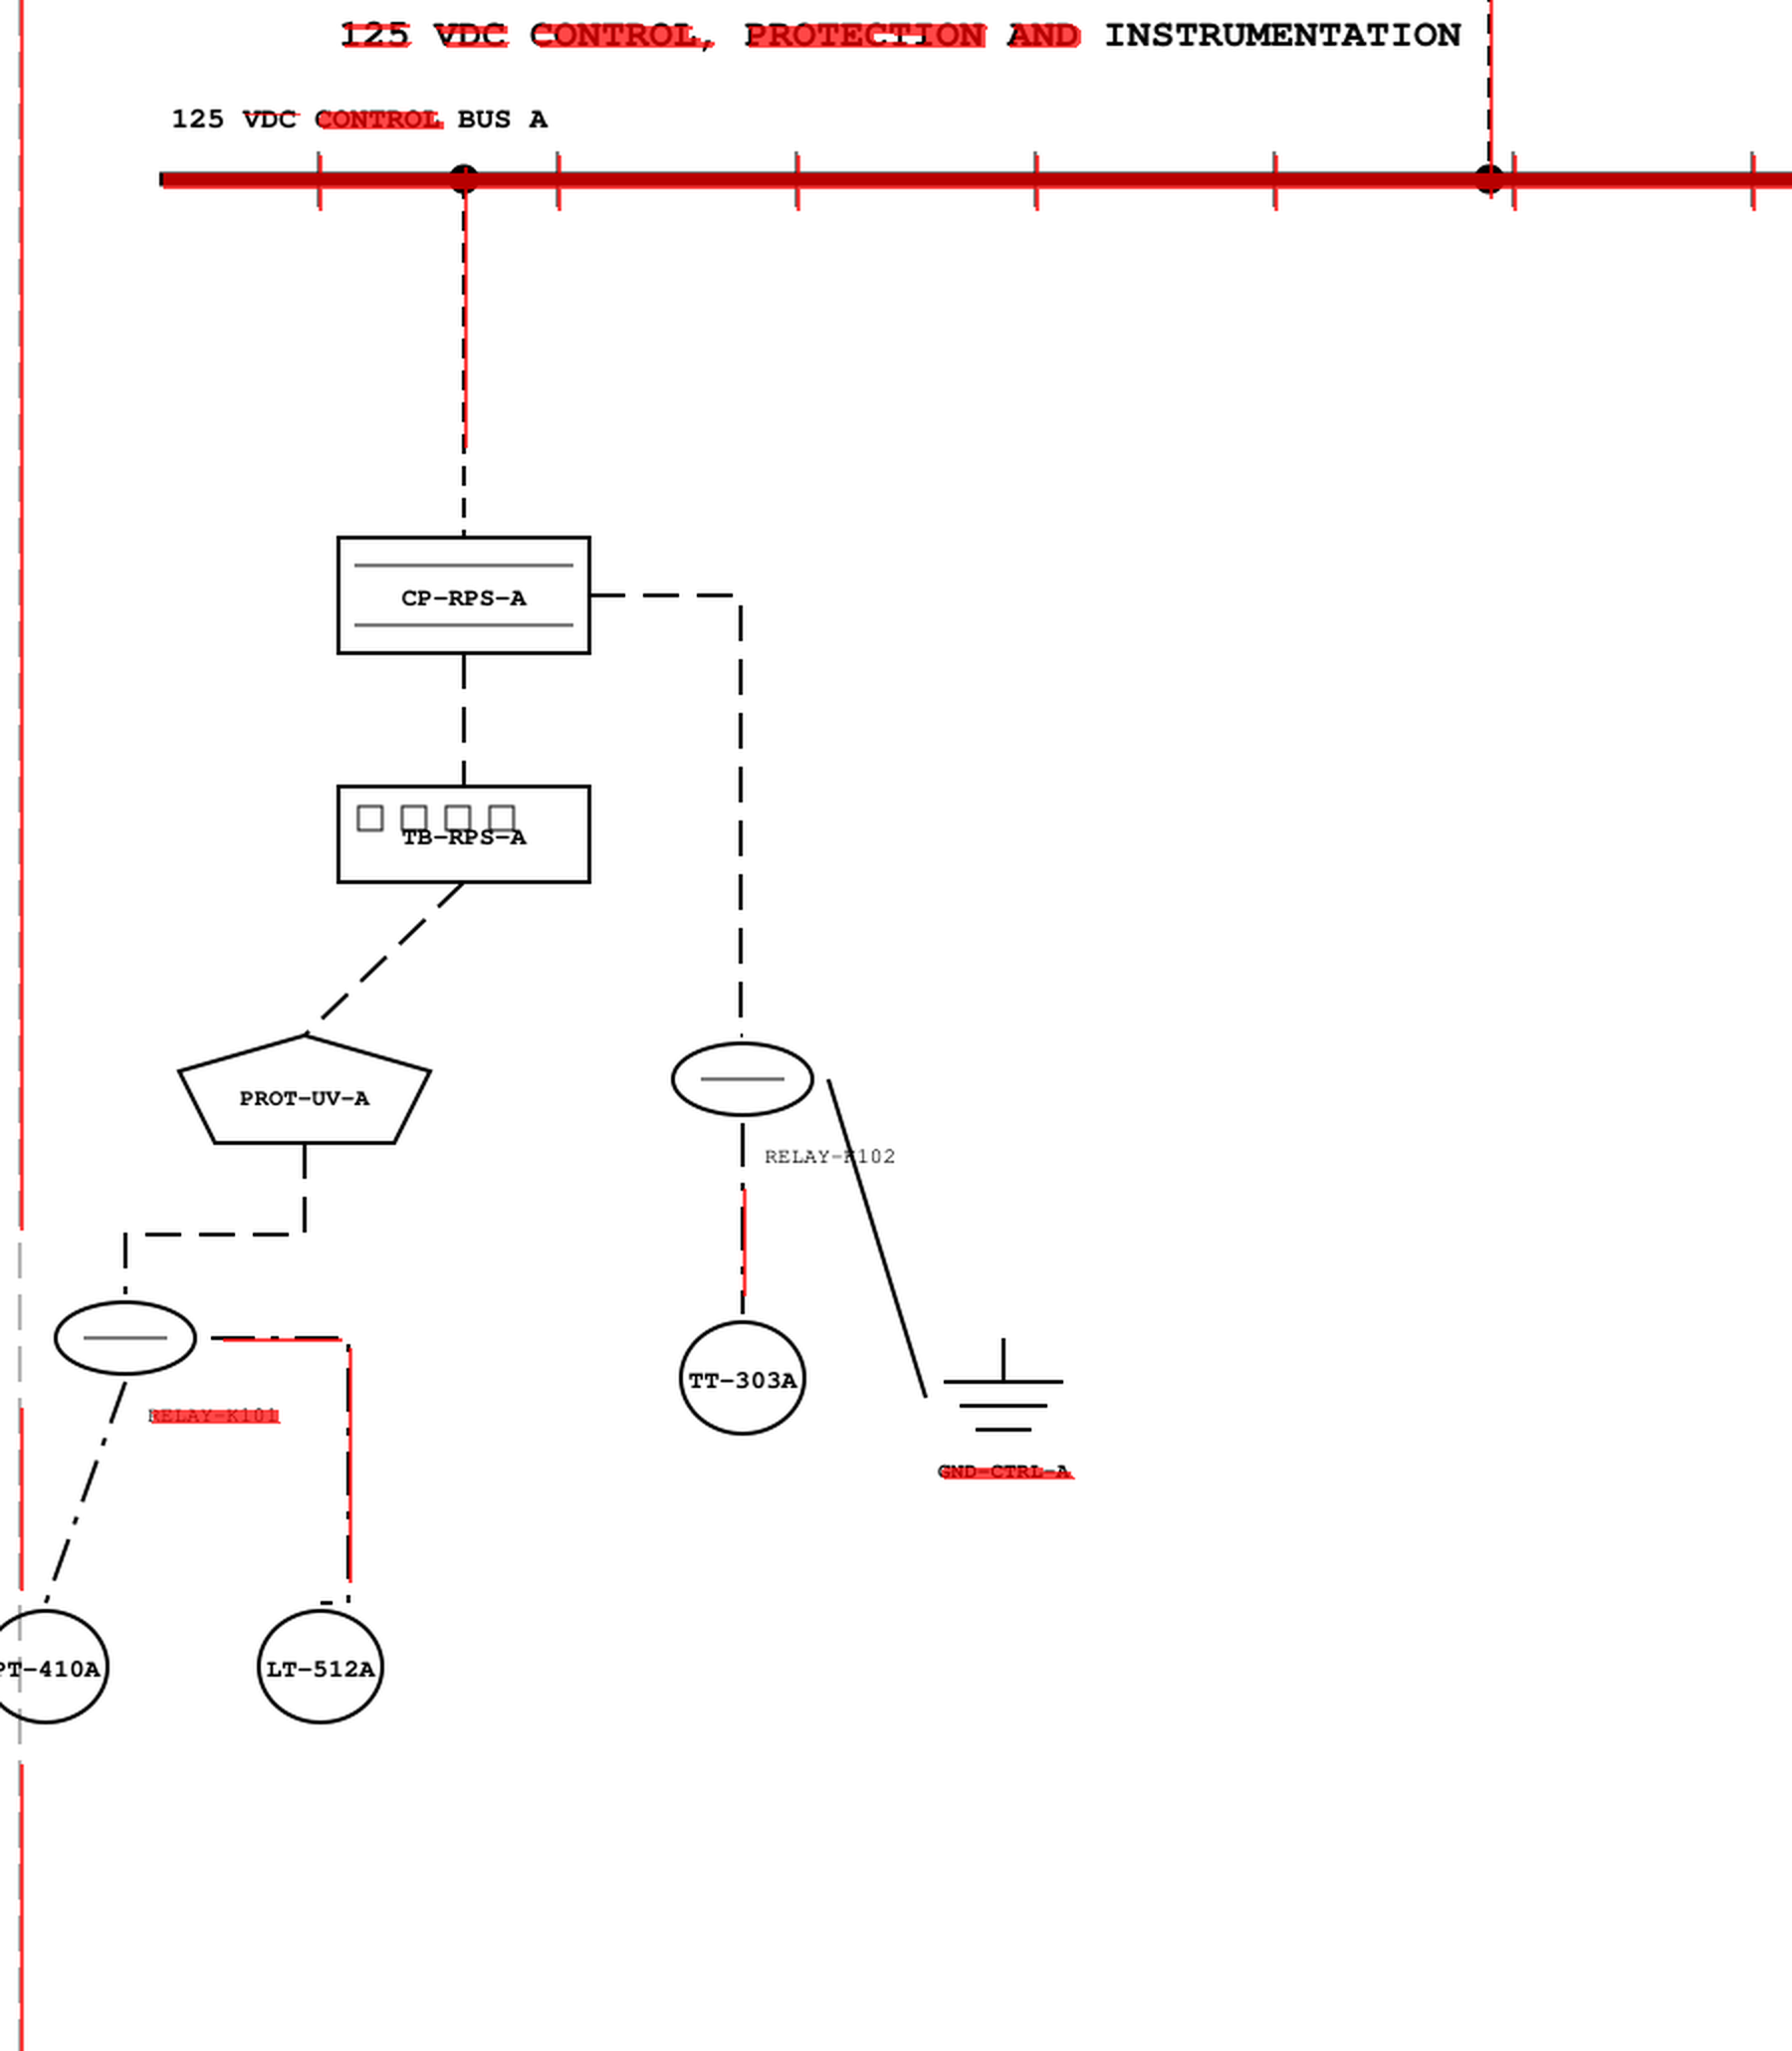 125 VDC CONTROL, PROTECTION AND INSTRUMENTATION
125 VDC CONTROL BUS A
CP-RPS-A
TB-RPS-A
PROT-UV-A
RELAY-K102
TT-303A
RELAY-K101
GND-CTRL-A
PT-410A
LT-512A